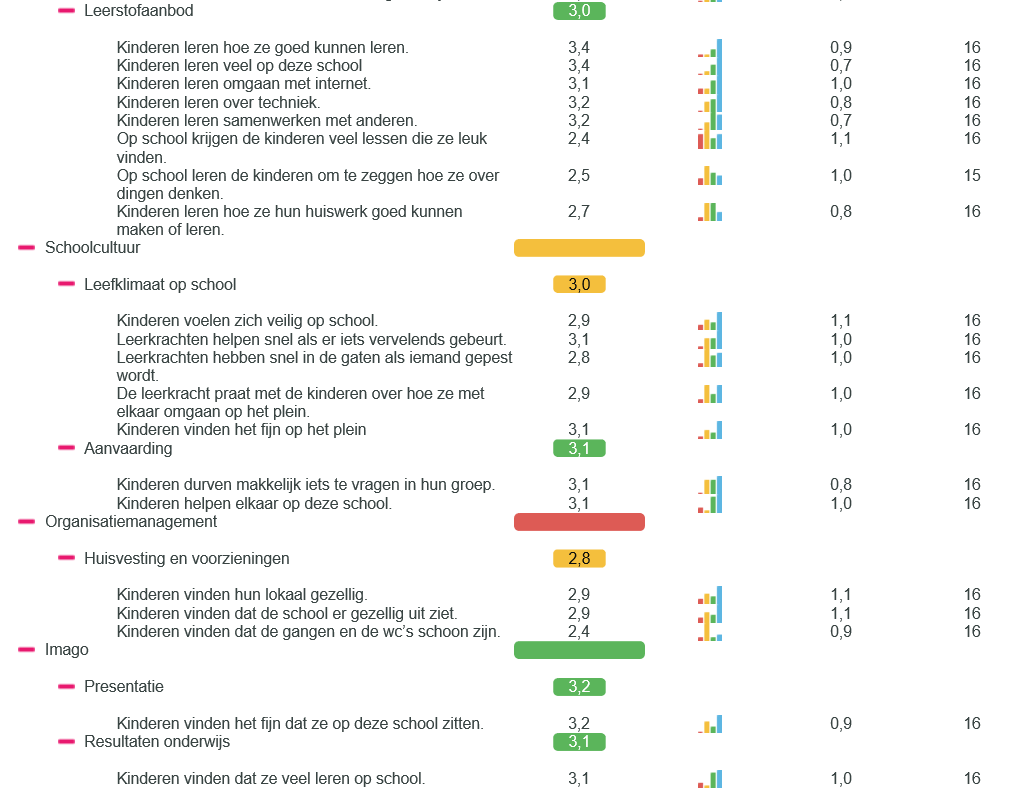 Leerstofaanbod 3,0
Kinderen leren hoe ze goed kunnen leren. 3,4 0,9 16
Kinderen leren veel op deze school 3,4 0,7 16
Kinderen leren omgaan met internet. 3,1 1,0 16
Kinderen leren over techniek. 3,2 0,8 16
Kinderen leren samenwerken met anderen. 3,2 0,7 16
Op school krijgen de kinderen veel lessen die ze leuk 2,4 1,1 16
vinden.
Op school leren de kinderen om te zeggen hoe ze over 2,5 1,0 15
dingen denken.
Kinderen leren hoe ze hun huiswerk goed kunnen 2,7 0,8 16
maken of leren.
Schoolcultuur
Leefklimaat op school 3,0
Kinderen voelen zich veilig op school. 2,9 1,1 16
Leerkrachten helpen snel als er iets vervelends gebeurt. 3,1 1,0 16
Leerkrachten hebben snel in de gaten als iemand gepest 2,8 1,0 16
wordt.
De leerkracht praat met de kinderen over hoe ze met 2,9 1,0 16
elkaar omgaan op het plein.
Kinderen vinden het fijn op het plein 3,1 1,0 16
Aanvaarding 3,1
Kinderen durven makkelijk iets te vragen in hun groep. 3,1 0,8 16
Kinderen helpen elkaar op deze school. 3,1 1,0 16
Organisatiemanagement
Huisvesting en voorzieningen 2,8
Kinderen vinden hun lokaal gezellig. 2,9 1,1 16
Kinderen vinden dat de school er gezellig uit ziet. 2,9 1,1 16
Kinderen vinden dat de gangen en de wc's schoon zijn. 2,4 0,9 16
Imago
Presentatie 3,2
Kinderen vinden het fijn dat ze op deze school zitten. 3,2 0,9 16
Resultaten onderwijs 3,1
Kinderen vinden dat ze veel leren op school. 3,1 1,0 16